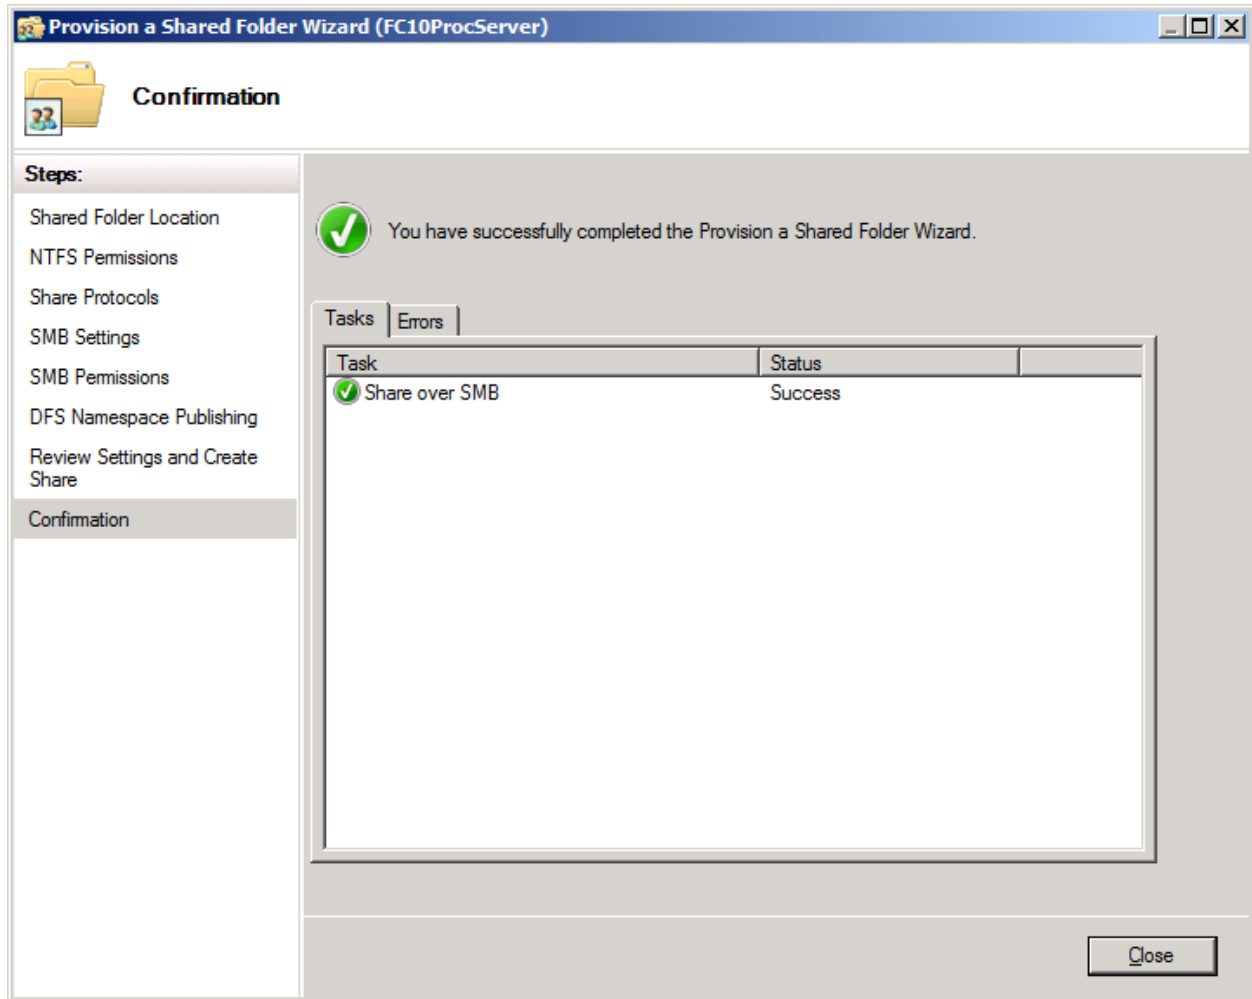 Provision a Shared Folder Wizard (FC10ProcServer)
Confirmation
Steps:
Shared Folder Location
NTFS Permissions
Share Protocols
SMB Settings
SMB Permissions
DFS Namespace Publishing
Review Settings and Create
Share
Confirmation
You have successfully completed the Provision a Shared Folder Wizard.
Tasks Errors
Task Status
Share over SMB Success
Close